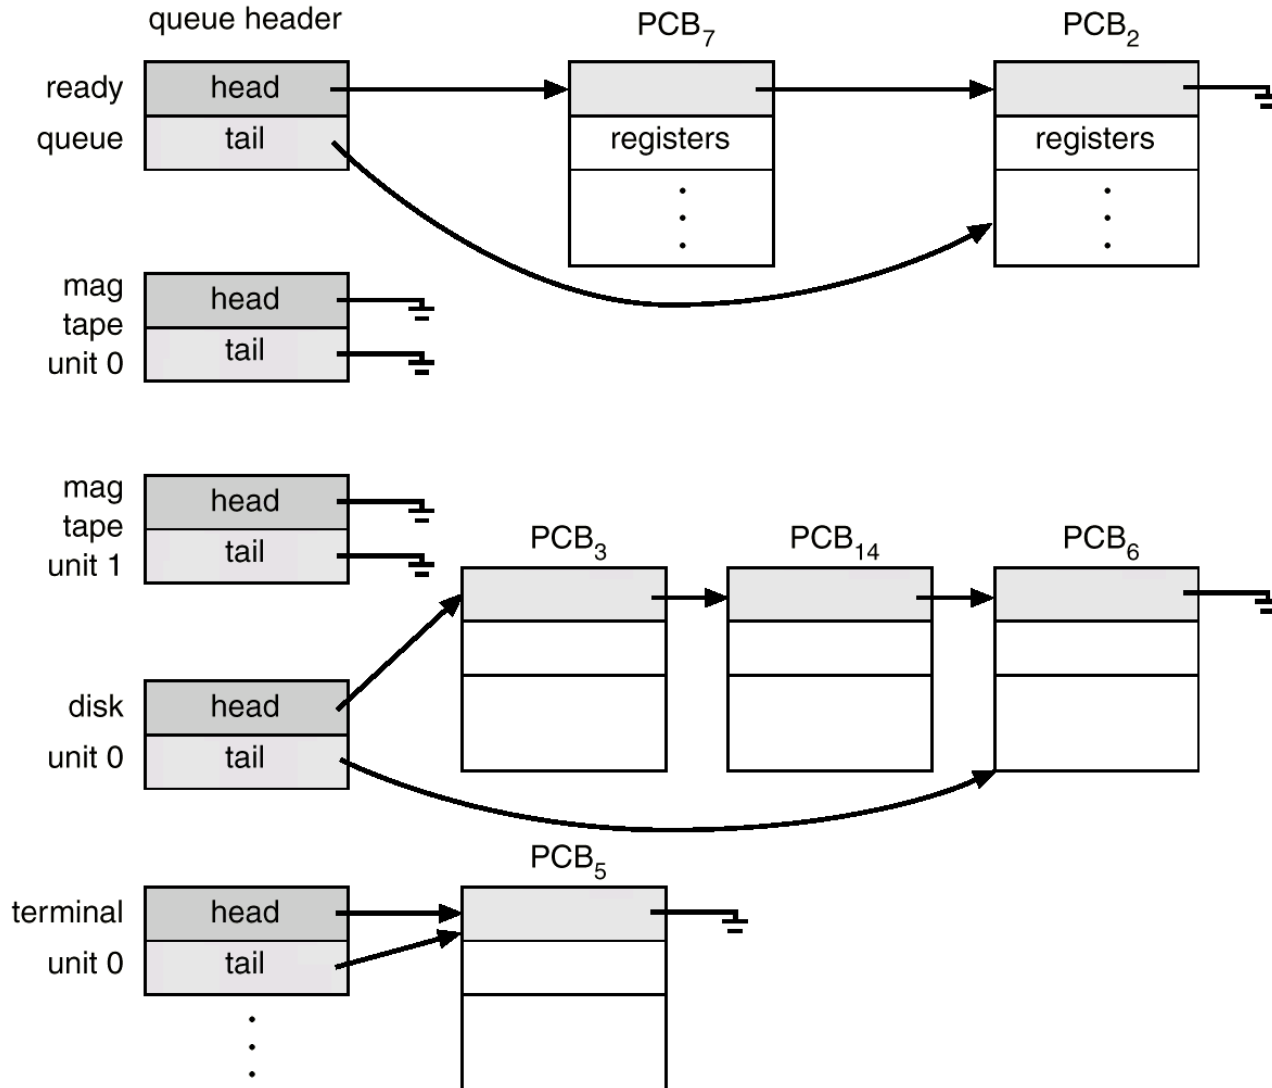 queue header
PCB7
PCB2
ready
queue
head
tail
registers
registers
mag
tape
unit 0
head
tail
mag
tape
unit 1
head
tail
PCB3
PCB14
PCB6
disk
unit 0
head
tail
PCB5
terminal
unit 0
head
tail